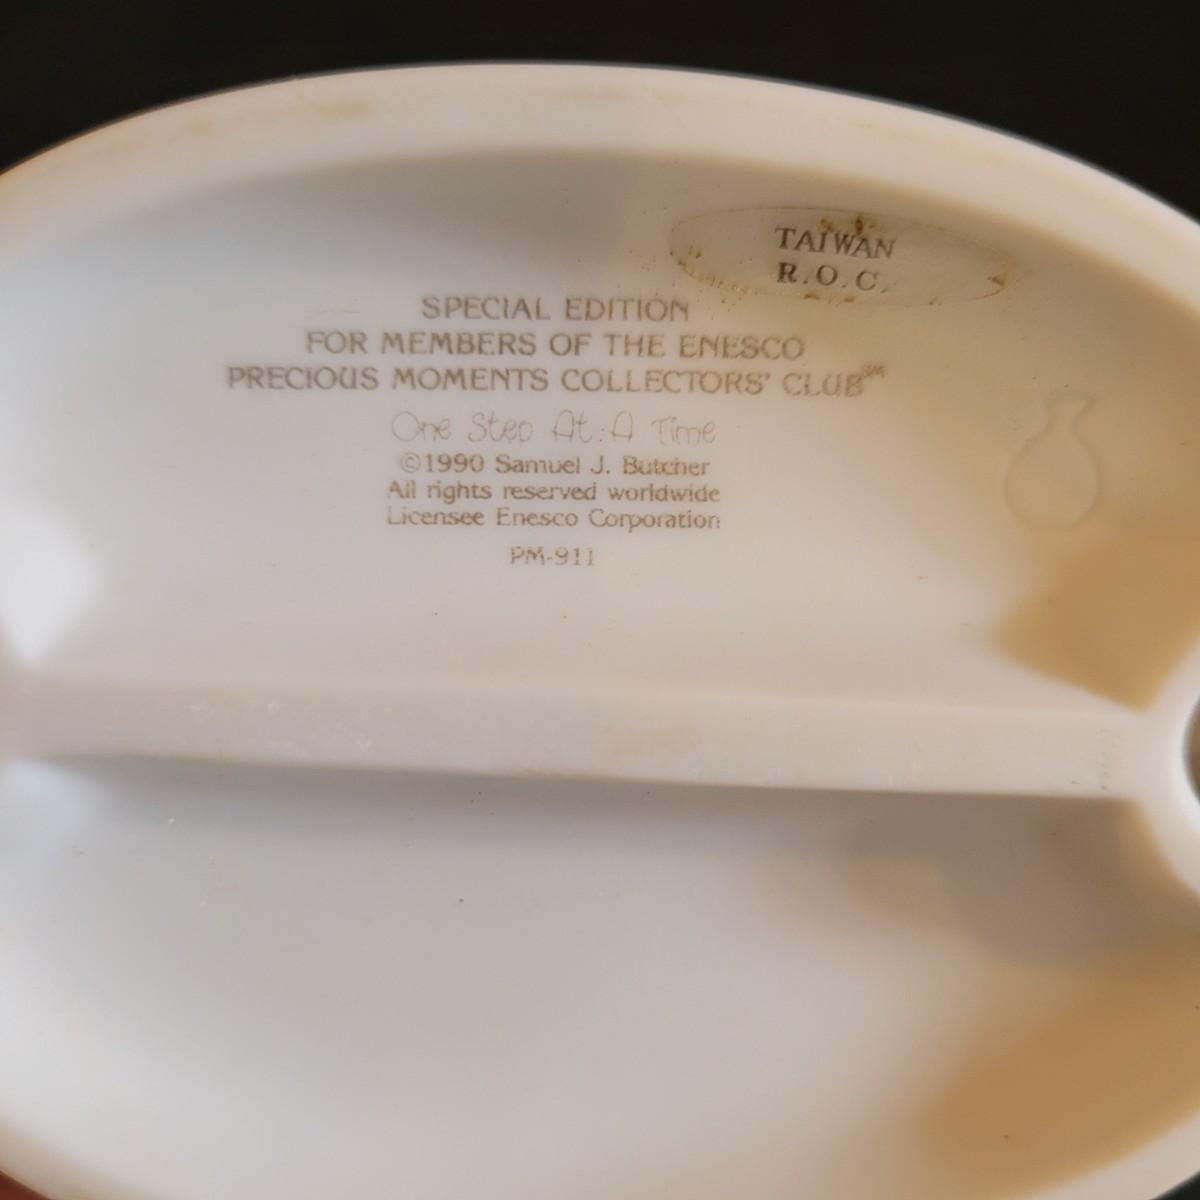 TAIWAN
R.O.C.
SPECIAL EDITION
FOR MEMBERS OF THE ENESCO
PRECIOUS MOMENTS COLLECTORS' CLUB℠
One Step At A Time
©1990 Samuel J. Butcher
All rights reserved worldwide
Licensee Enesco Corporation
PM-911